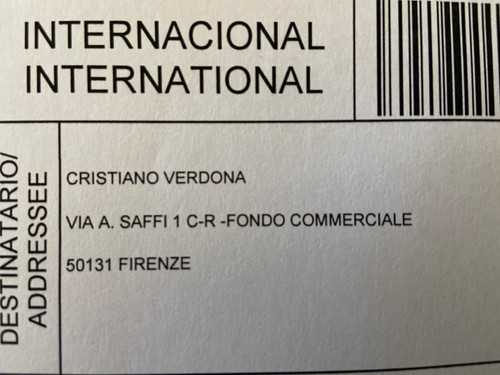 INTERNACIONAL
INTERNATIONAL
DESTINATARIO/
ADDRESSEE
CRISTIANO VERDONA
VIA A. SAFFI 1 C-R -FONDO COMMERCIALE
50131 FIRENZE